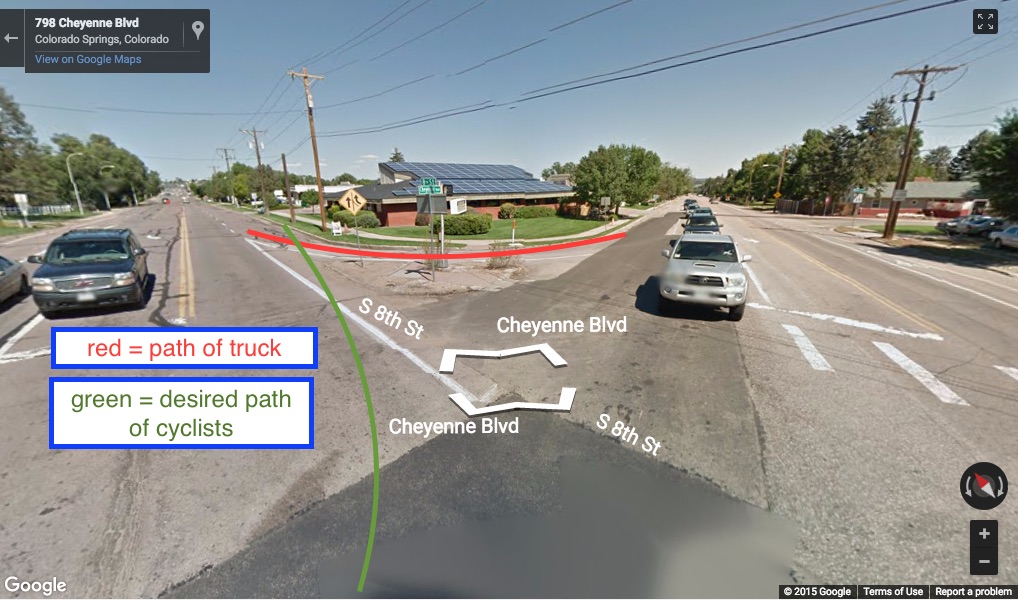 798 Cheyenne Blvd
Colorado Springs, Colorado
View on Google Maps
S 8th St
Cheyenne Blvd
red = path of truck
green = desired path
of cyclists
Cheyenne Blvd
S 8th St
+
−
Google
© 2015 Google
Terms of Use
Report a problem